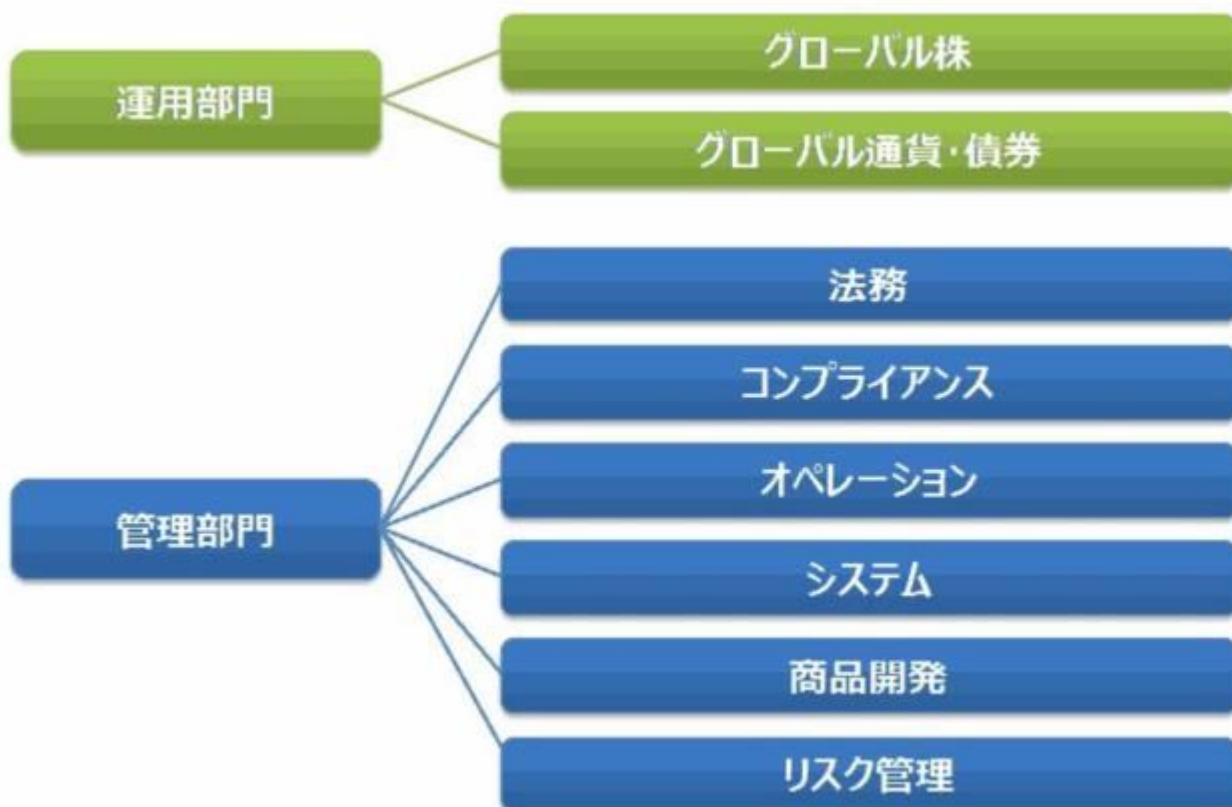 運用部門
グローバル株
グローバル通貨・債券
管理部門
法務
コンプライアンス
オペレーション
システム
商品開発
リスク管理